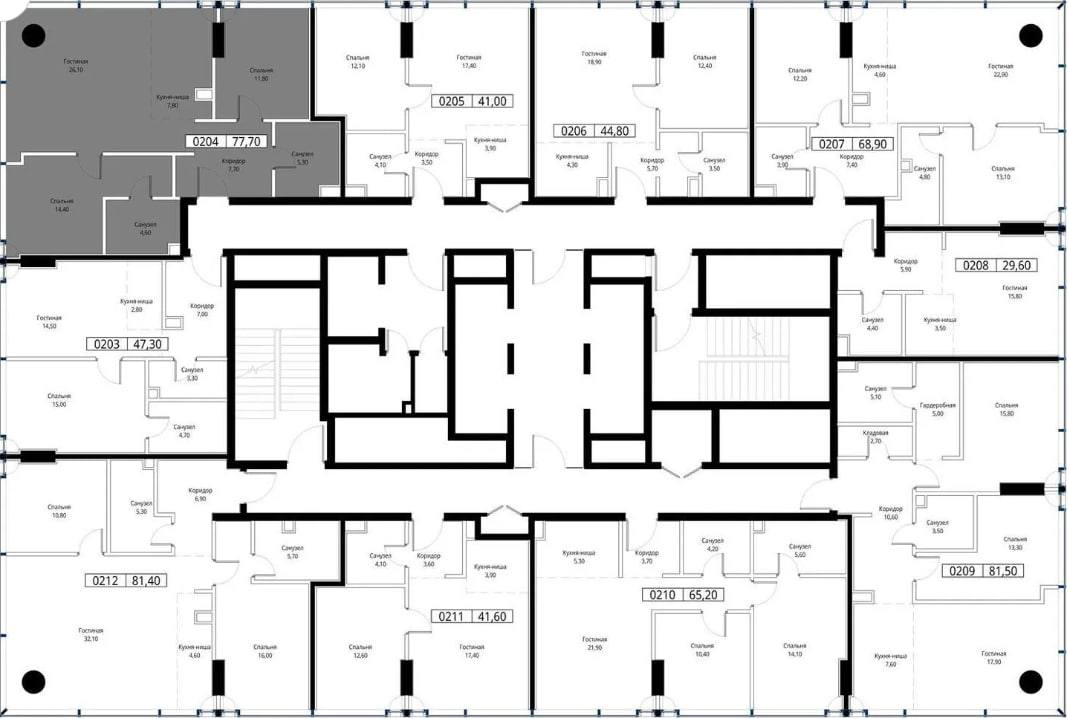 Гостиная
26,10
Кухня-ниша
7,80
Спальня
11,80
0204 77,70
Коридор
7,20
Санузел
5,30
Спальня
14,40
Санузел
4,60
Спальня
12,10
Гостиная
17,40
0205 41,00
Санузел
4,10
Коридор
3,50
Кухня-ниша
3,90
Гостиная
18,90
Спальня
12,40
0206 44,80
Кухня-ниша
4,30
Коридор
5,70
Санузел
3,50
Спальня
12,20
Кухня-ниша
4,60
Гостиная
22,90
0207 68,90
Санузел
3,90
Коридор
7,40
Санузел
4,80
Спальня
13,10
Коридор
5,90
0208 29,60
Гостиная
15,80
Санузел
4,40
Кухня-ниша
3,50
Гостиная
14,50
Кухня-ниша
2,80
Коридор
7,00
0203 47,30
Санузел
3,30
Спальня
15,00
Санузел
4,70
Санузел
5,10
Гардеробная
5,00
Спальня
15,80
Кладовая
2,70
Коридор
10,60
Санузел
3,50
Спальня
13,30
0209 81,50
Кухня-ниша
7,60
Гостиная
17,90
Спальня
10,80
Санузел
5,30
Коридор
6,90
Санузел
5,70
0212 81,40
Гостиная
32,10
Кухня-ниша
4,60
Спальня
16,00
Санузел
4,10
Коридор
3,60
Кухня-ниша
3,90
0211 41,60
Спальня
12,60
Гостиная
17,40
Кухня-ниша
5,30
Коридор
3,70
Санузел
4,20
Санузел
5,60
0210 65,20
Гостиная
21,90
Спальня
10,40
Спальня
14,10